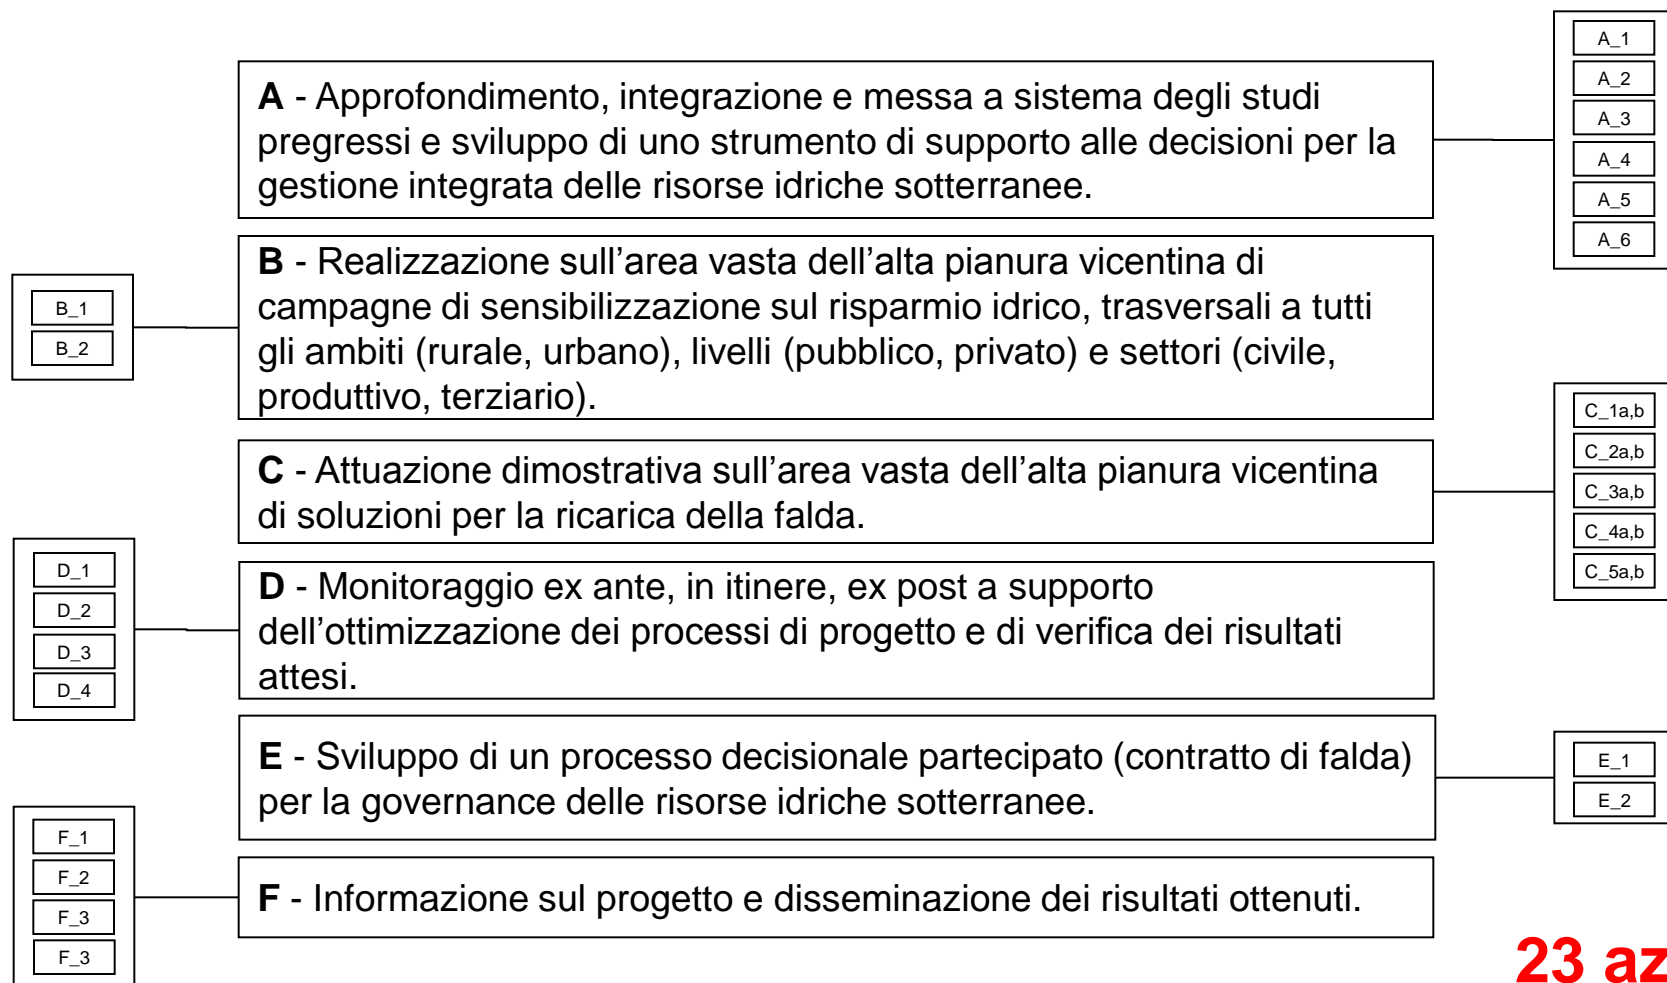 A_1
A_2
A_3
A_4
A_5
A_6
A - Approfondimento, integrazione e messa a sistema degli studi
pregressi e sviluppo di uno strumento di supporto alle decisioni per la
gestione integrata delle risorse idriche sotterranee.
B_1
B_2
B - Realizzazione sull’area vasta dell’alta pianura vicentina di
campagne di sensibilizzazione sul risparmio idrico, trasversali a tutti
gli ambiti (rurale, urbano), livelli (pubblico, privato) e settori (civile,
produttivo, terziario).
C_1a,b
C_2a,b
C_3a,b
C_4a,b
C_5a,b
C - Attuazione dimostrativa sull’area vasta dell’alta pianura vicentina
di soluzioni per la ricarica della falda.
D_1
D_2
D_3
D_4
D - Monitoraggio ex ante, in itinere, ex post a supporto
dell’ottimizzazione dei processi di progetto e di verifica dei risultati
attesi.
E - Sviluppo di un processo decisionale partecipato (contratto di falda)
per la governance delle risorse idriche sotterranee.
E_1
E_2
F_1
F_2
F_3
F_3
F - Informazione sul progetto e disseminazione dei risultati ottenuti.
23 az